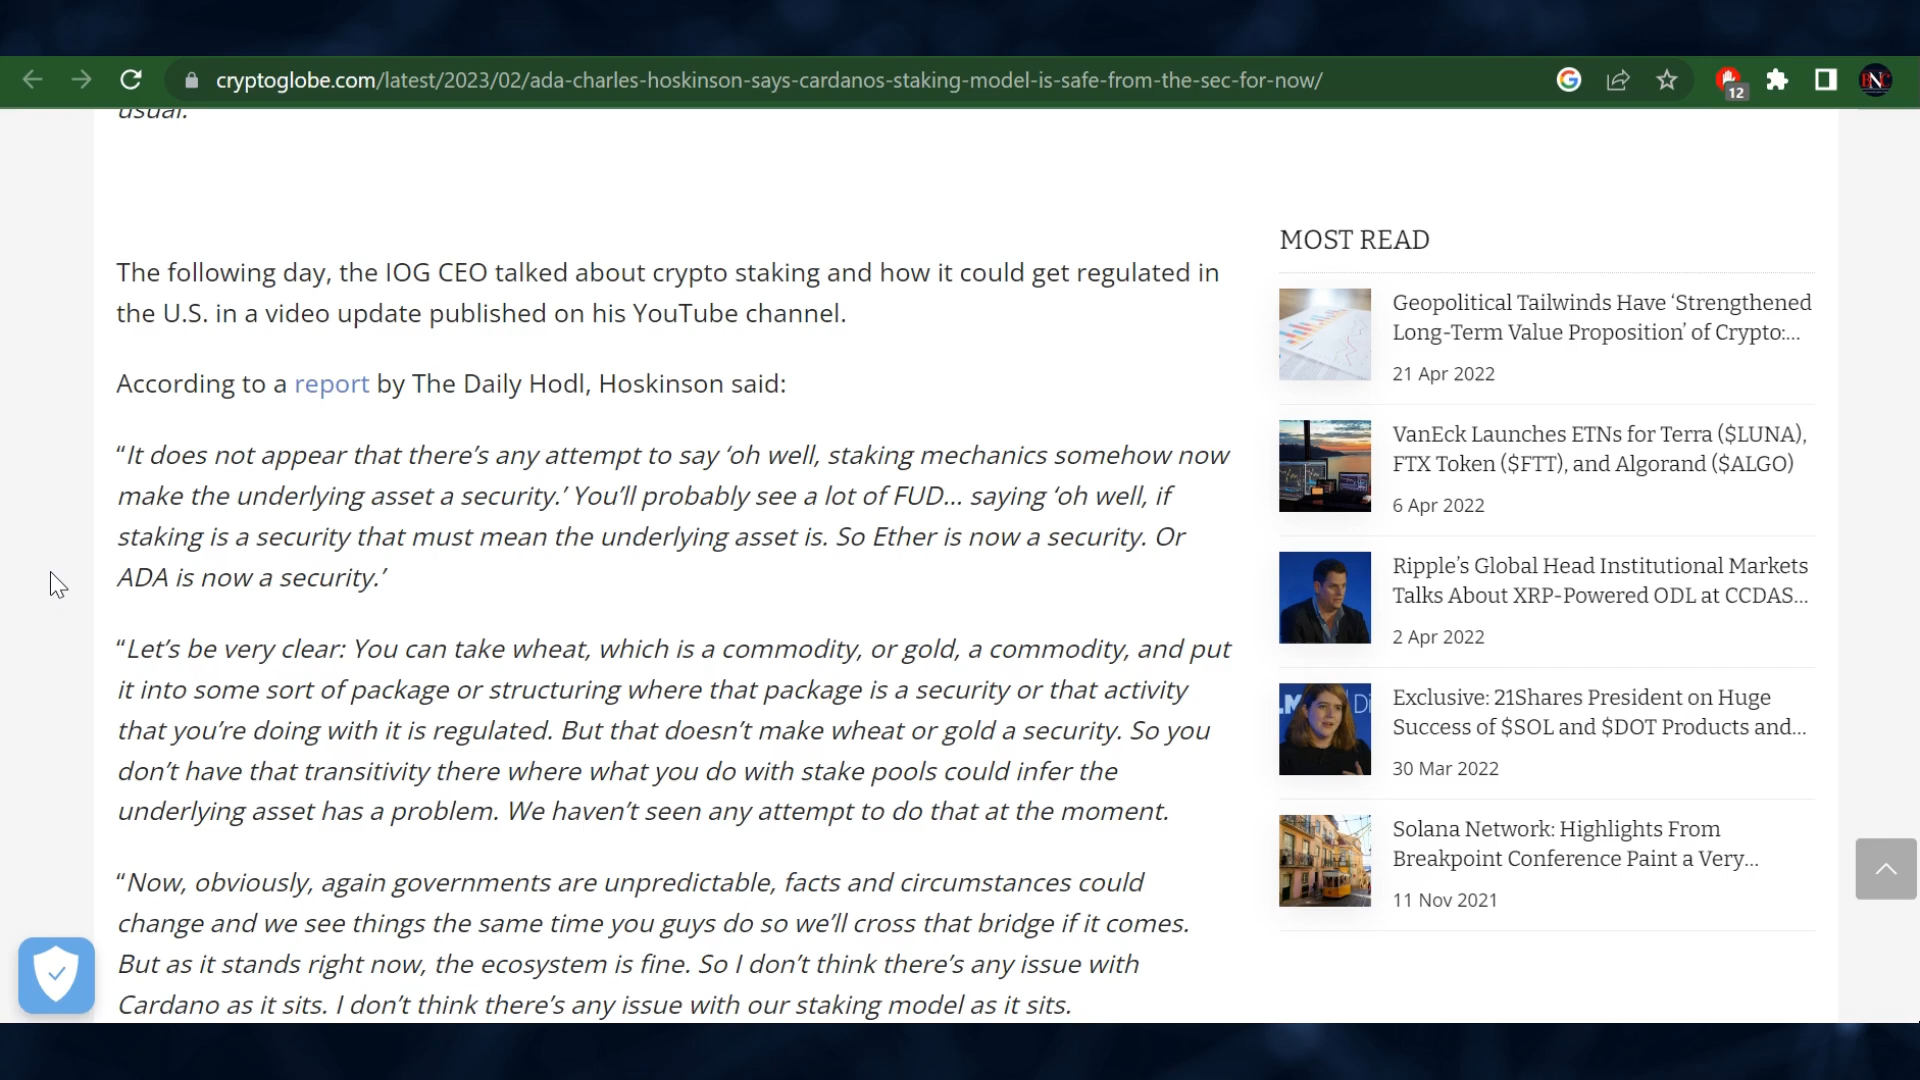 cryptoglobe.com/latest/2023/02/ada-charles-hoskinson-says-cardanos-staking-model-is-safe-from-the-sec-for-now/
12
BNC
usual.
The following day, the IOG CEO talked about crypto staking and how it could get regulated in
the U.S. in a video update published on his YouTube channel.
According to a report by The Daily Hodl, Hoskinson said:
“It does not appear that there’s any attempt to say ‘oh well, staking mechanics somehow now
make the underlying asset a security.’ You’ll probably see a lot of FUD… saying ‘oh well, if
staking is a security that must mean the underlying asset is. So Ether is now a security. Or
ADA is now a security.’
“Let’s be very clear: You can take wheat, which is a commodity, or gold, a commodity, and put
it into some sort of package or structuring where that package is a security or that activity
that you’re doing with it is regulated. But that doesn’t make wheat or gold a security. So you
don’t have that transitivity there where what you do with stake pools could infer the
underlying asset has a problem. We haven’t seen any attempt to do that at the moment.
“Now, obviously, again governments are unpredictable, facts and circumstances could
change and we see things the same time you guys do so we’ll cross that bridge if it comes.
But as it stands right now, the ecosystem is fine. So I don’t think there’s any issue with
Cardano as it sits. I don’t think there’s any issue with our staking model as it sits.
MOST READ
Geopolitical Tailwinds Have ‘Strengthened
Long-Term Value Proposition’ of Crypto:...
21 Apr 2022
VanEck Launches ETNs for Terra ($LUNA),
FTX Token ($FTT), and Algorand ($ALGO)
6 Apr 2022
Ripple’s Global Head Institutional Markets
Talks About XRP-Powered ODL at CCDAS...
2 Apr 2022
Exclusive: 21Shares President on Huge
Success of $SOL and $DOT Products and...
30 Mar 2022
Solana Network: Highlights From
Breakpoint Conference Paint a Very...
11 Nov 2021